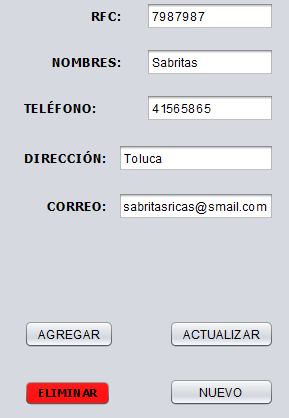 RFC: 7987987
NOMBRES: Sabritas
TELÉFONO: 41565865
DIRECCIÓN: Toluca
CORREO: sabritasricas@smail.com
AGREGAR ACTUALIZAR
ELIMINAR NUEVO